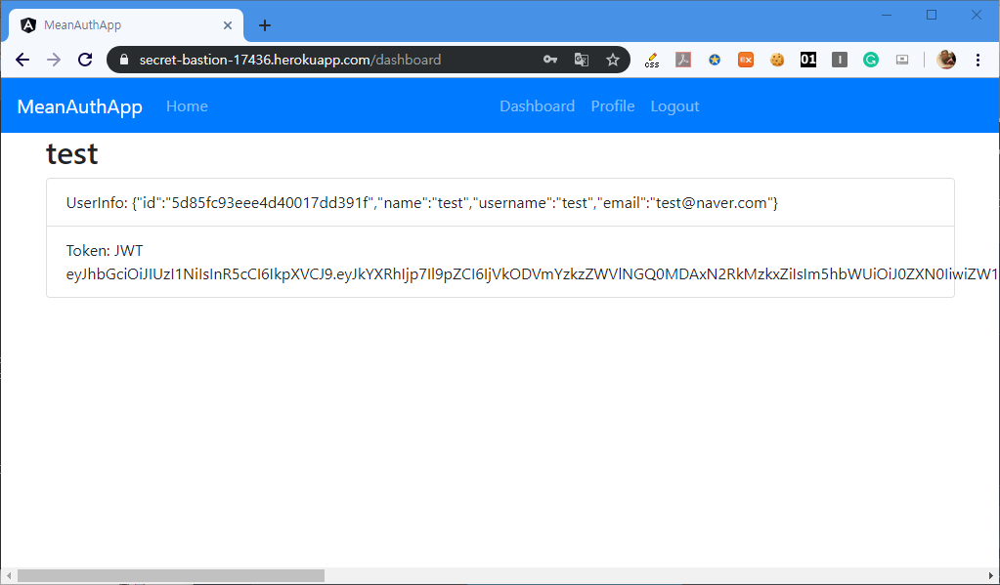 MeanAuthApp
secret-bastion-17436.herokuapp.com/dashboard
css
EX
01
I
G
MeanAuthApp Home Dashboard Profile Logout
test
UserInfo: {"id":"5d85fc93eee4d40017dd391f","name":"test","username":"test","email":"test@naver.com"}
Token: JWT
eyJhbGciOiJIUzI1NiIsInR5cCI6IkpXVCJ9.eyJkYXRhIjp7Il9pZCI6IjVkODVmYzkzZWVlNGQ0MDAxN2RkMzkxZiIsIm5hbWUiOiJ0ZXN0IiwiZW1